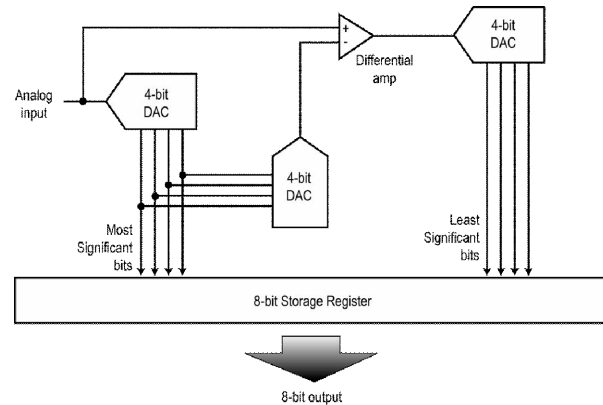 +
-
Differential
amp
4-bit
DAC
Analog
input
4-bit
DAC
4-bit
DAC
Most
Significant
bits
Least
Significant
bits
8-bit Storage Register
8-bit output